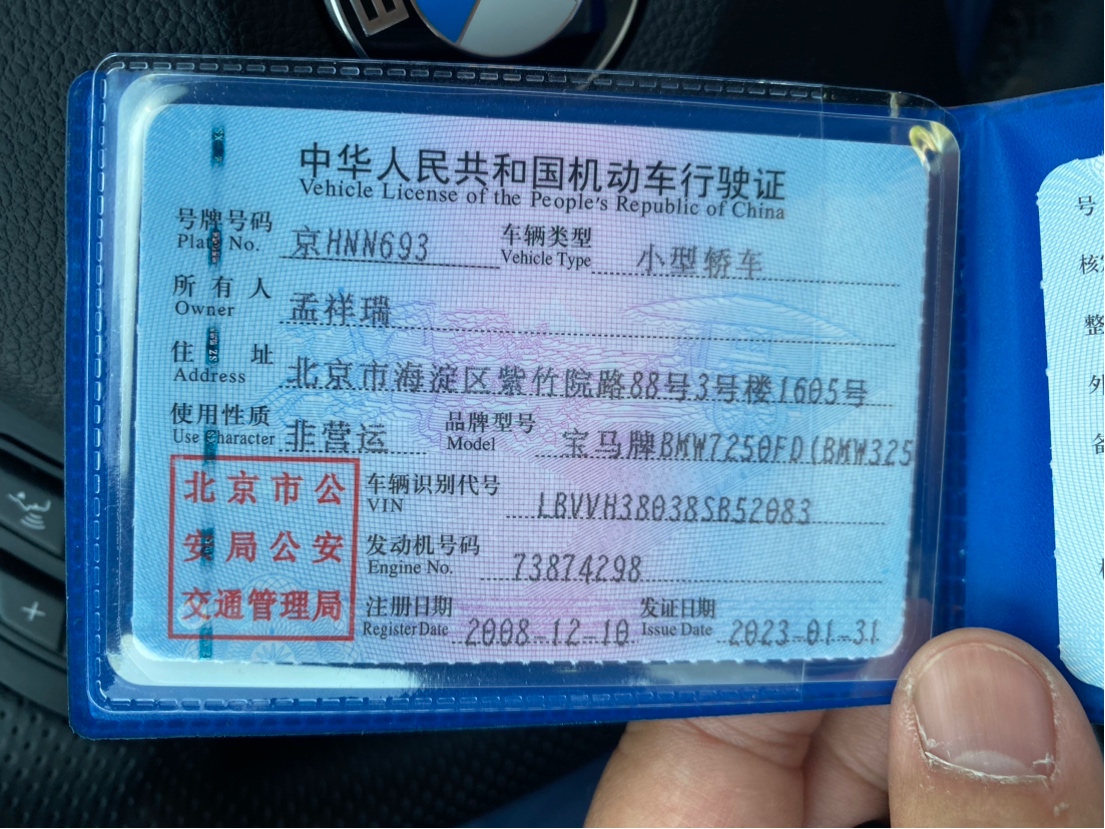 中华人民共和国机动车行驶证
Vehicle License of the People's Republic of China
号牌号码 京HNN693 车辆类型 小型轿车
Plate No. Vehicle Type
所有人 孟祥瑞
Owner
住址 北京市海淀区紫竹院路88号3号楼1605号
Address
使用性质 非营运 品牌型号 宝马牌BMW7250FD(BMW325
Use Character Model
北京市公
安局公安
交通管理局
车辆识别代号 LBVVH38038SB52083
VIN
发动机号码 73874298
Engine No.
注册日期 2008-12-10 发证日期 2023-01-31
Register Date Issue Date
号
核
整
外
备